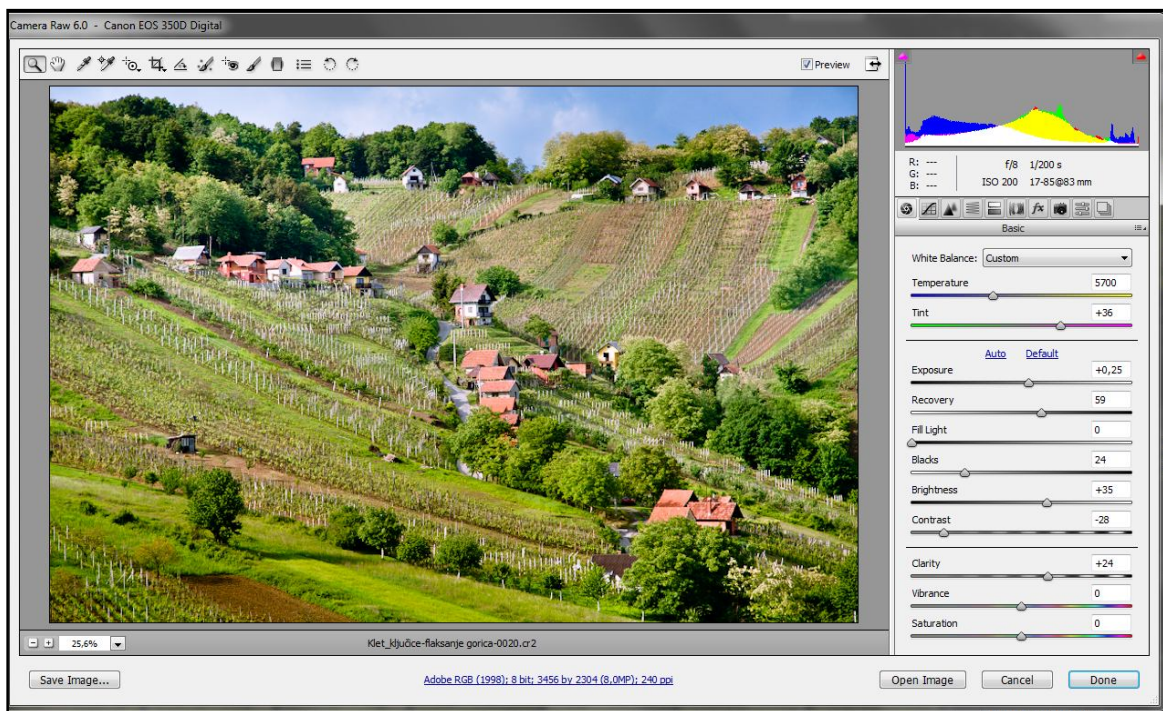 Camera Raw 6.0 - Canon EOS 350D Digital
Preview
R: ---
G: ---
B: ---
f/8 1/200 s
ISO 200 17-85@83 mm
fx
Basic
White Balance: Custom
Temperature 5700
Tint +36
Auto Default
Exposure +0,25
Recovery 59
Fill Light 0
Blacks 24
Brightness +35
Contrast -28
Clarity +24
Vibrance 0
Saturation 0
25,6% Klet_ključice-flaksanje gorica-0020.cr2
Save Image... Adobe RGB (1998); 8 bit; 3456 by 2304 (8,0MP); 240 ppi Open Image Cancel Done